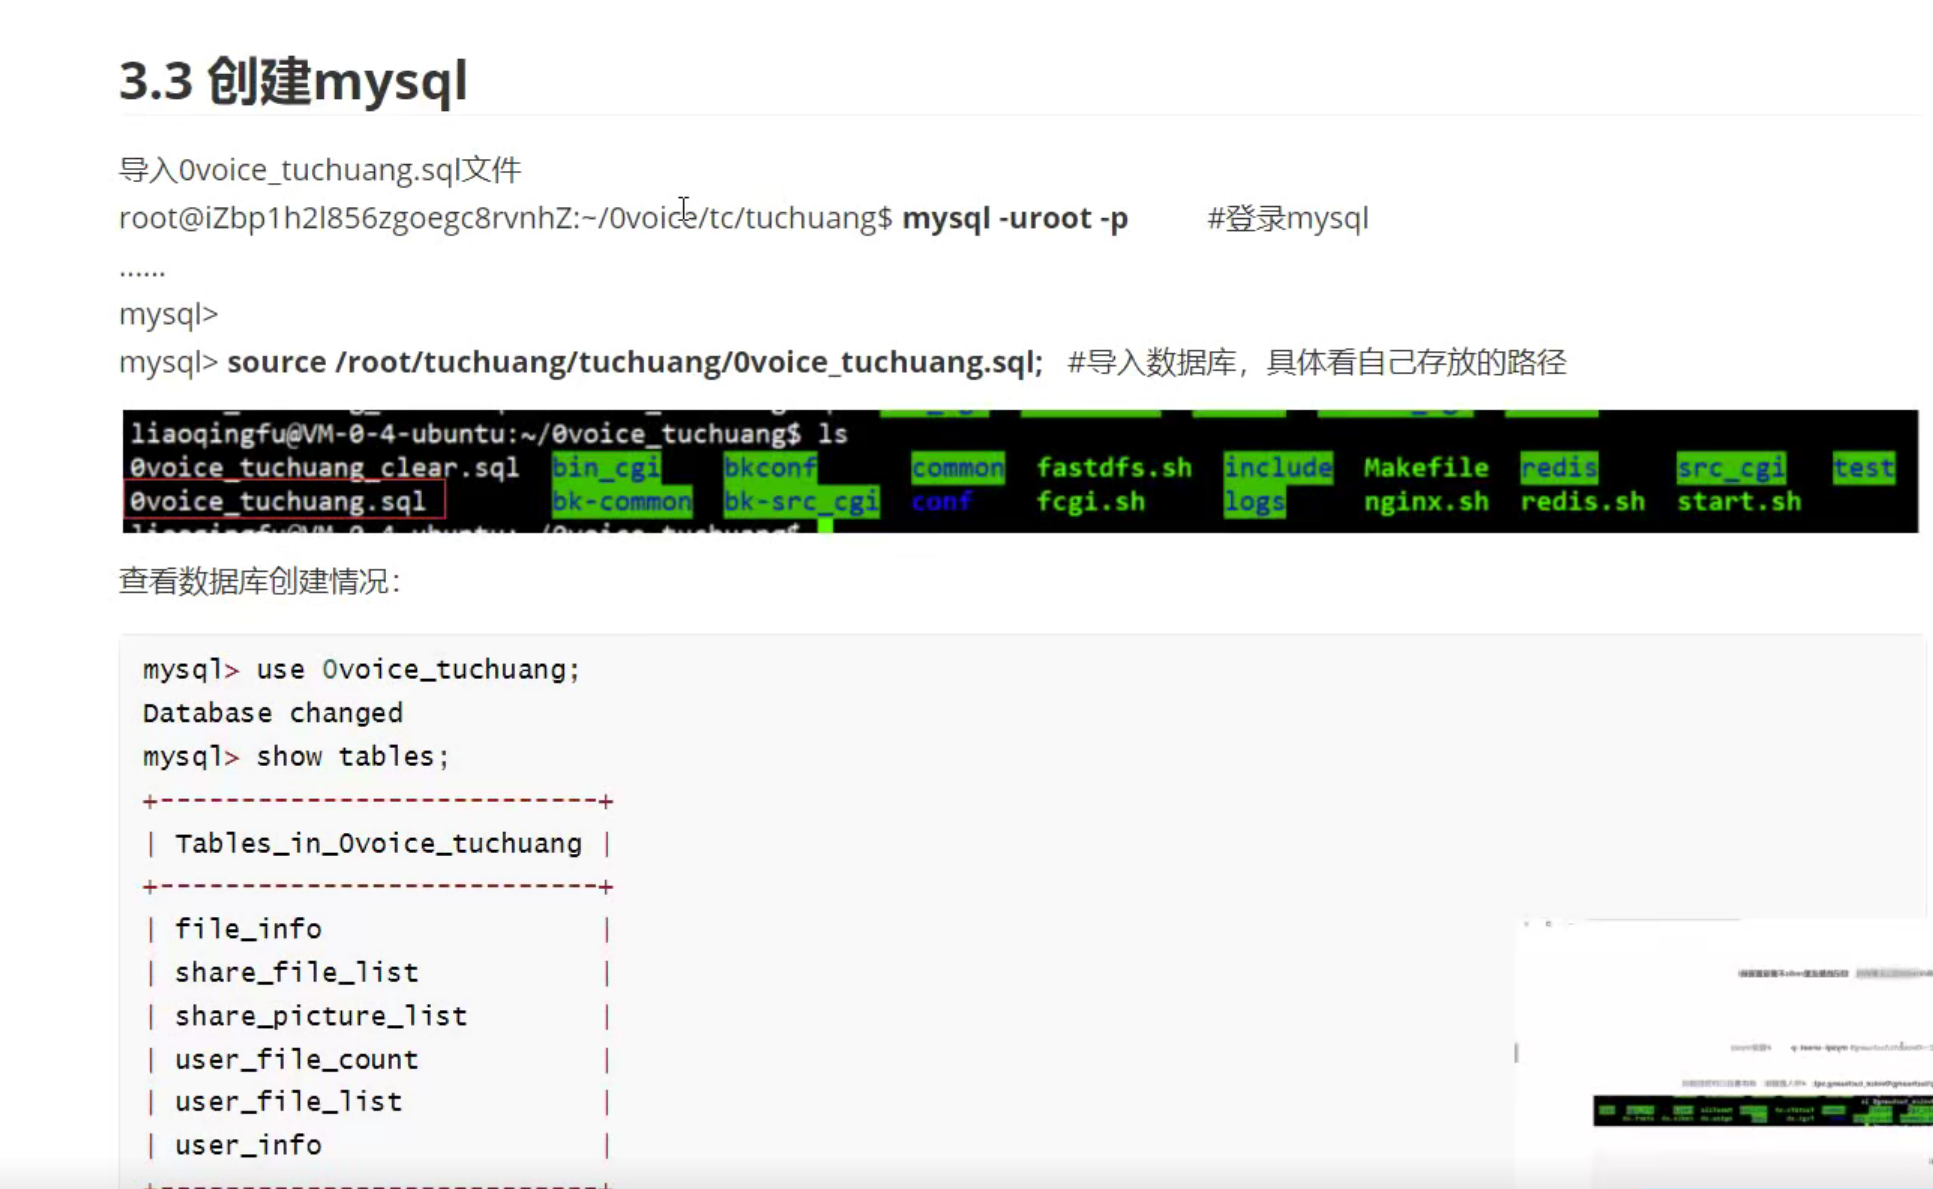 3.3 创建mysql
导入0voice_tuchuang.sql文件
root@iZbp1h2l856zgoegc8rvnhZ:~/0voice/tc/tuchuang$ mysql -uroot -p #登录mysql
......
mysql>
mysql> source /root/tuchuang/tuchuang/0voice_tuchuang.sql; #导入数据库，具体看自己存放的路径
liaoqingfu@VM-0-4-ubuntu:~/0voice_tuchuang$ ls
0voice_tuchuang_clear.sql bin_cgi bkconf common fastdfs.sh include Makefile redis src_cgi test
0voice_tuchuang.sql bk-common bk-src_cgi conf fcgi.sh logs nginx.sh redis.sh start.sh
查看数据库创建情况：
mysql> use 0voice_tuchuang;
Database changed
mysql> show tables;
+---------------------------+
| Tables_in_0voice_tuchuang |
+---------------------------+
| file_info |
| share_file_list |
| share_picture_list |
| user_file_count |
| user_file_list |
| user_info |